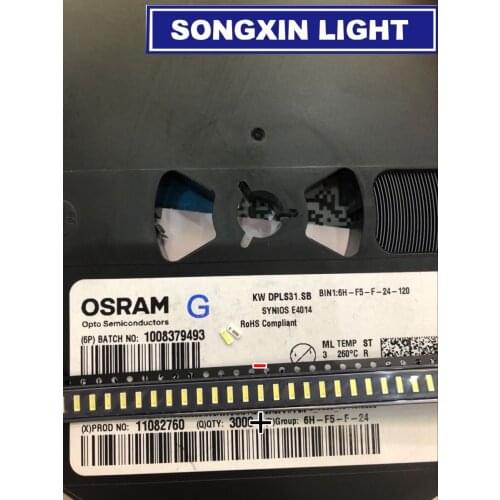 SONGXIN LIGHT
OSRAM G
Opto Semiconductors
KW DPLS31.SB
BIN1:6H-F5-F-24-120
SYNIOS E4014
RoHS Compliant
(6P) BATCH NO: 1008379493
ML TEMP ST
3 260°C R
(X)PROD NO: 11082760 (Q)QTY: 3000 Group: 6H-F5-F-24